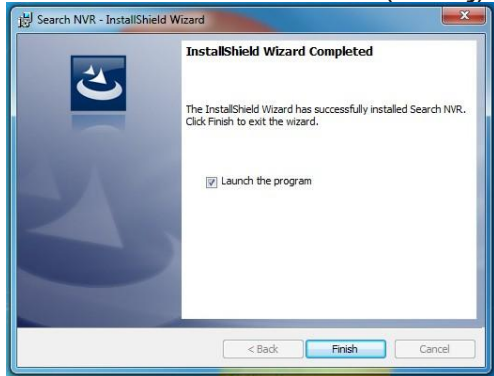 Search NVR - InstallShield Wizard
InstallShield Wizard Completed
The InstallShield Wizard has successfully installed Search NVR.
Click Finish to exit the wizard.
Launch the program
< Back
Finish
Cancel